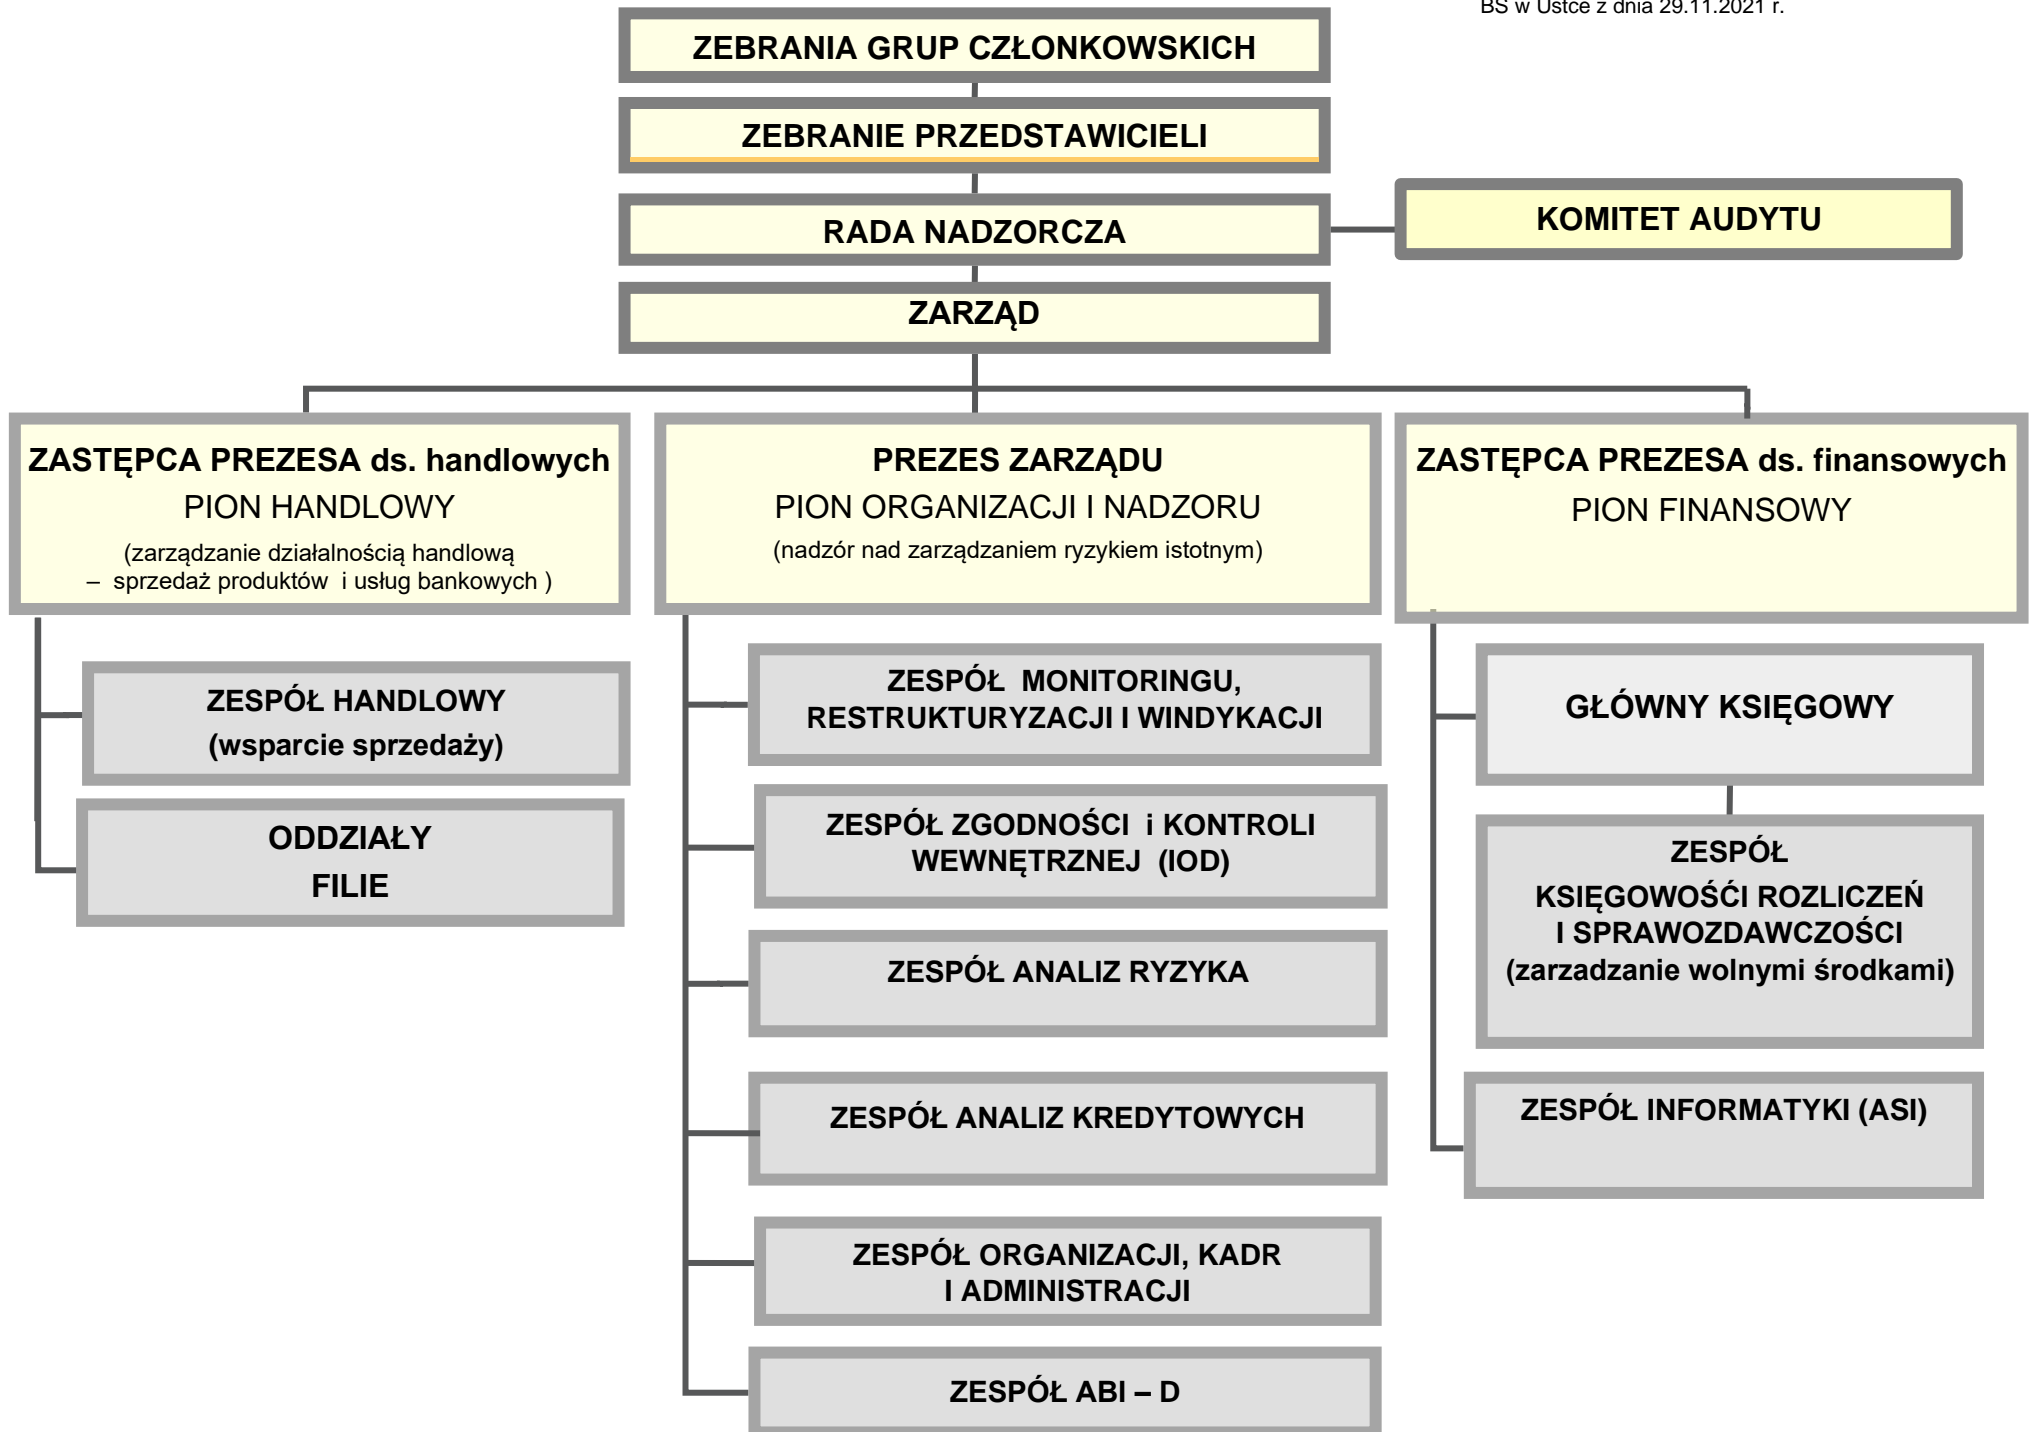 BS w Ustce z dnia 29.11.2021 r.
ZEBRANIA GRUP CZŁONKOWSKICH
ZEBRANIE PRZEDSTAWICIELI
RADA NADZORCZA
KOMITET AUDYTU
ZARZĄD
ZASTĘPCA PREZESA ds. handlowych
PION HANDLOWY
(zarządzanie działalnością handlową
– sprzedaż produktów i usług bankowych )
PREZES ZARZĄDU
PION ORGANIZACJI I NADZORU
(nadzór nad zarządzaniem ryzykiem istotnym)
ZASTĘPCA PREZESA ds. finansowych
PION FINANSOWY
ZESPÓŁ HANDLOWY
(wsparcie sprzedaży)
ODDZIAŁY
FILIE
ZESPÓŁ MONITORINGU,
RESTRUKTURYZACJI I WINDYKACJI
ZESPÓŁ ZGODNOŚCI i KONTROLI
WEWNĘTRZNEJ (IOD)
ZESPÓŁ ANALIZ RYZYKA
ZESPÓŁ ANALIZ KREDYTOWYCH
ZESPÓŁ ORGANIZACJI, KADR
I ADMINISTRACJI
ZESPÓŁ ABI – D
GŁÓWNY KSIĘGOWY
ZESPÓŁ
KSIĘGOWOŚĆI ROZLICZEŃ
I SPRAWOZDAWCZOŚCI
(zarzadzanie wolnymi środkami)
ZESPÓŁ INFORMATYKI (ASI)